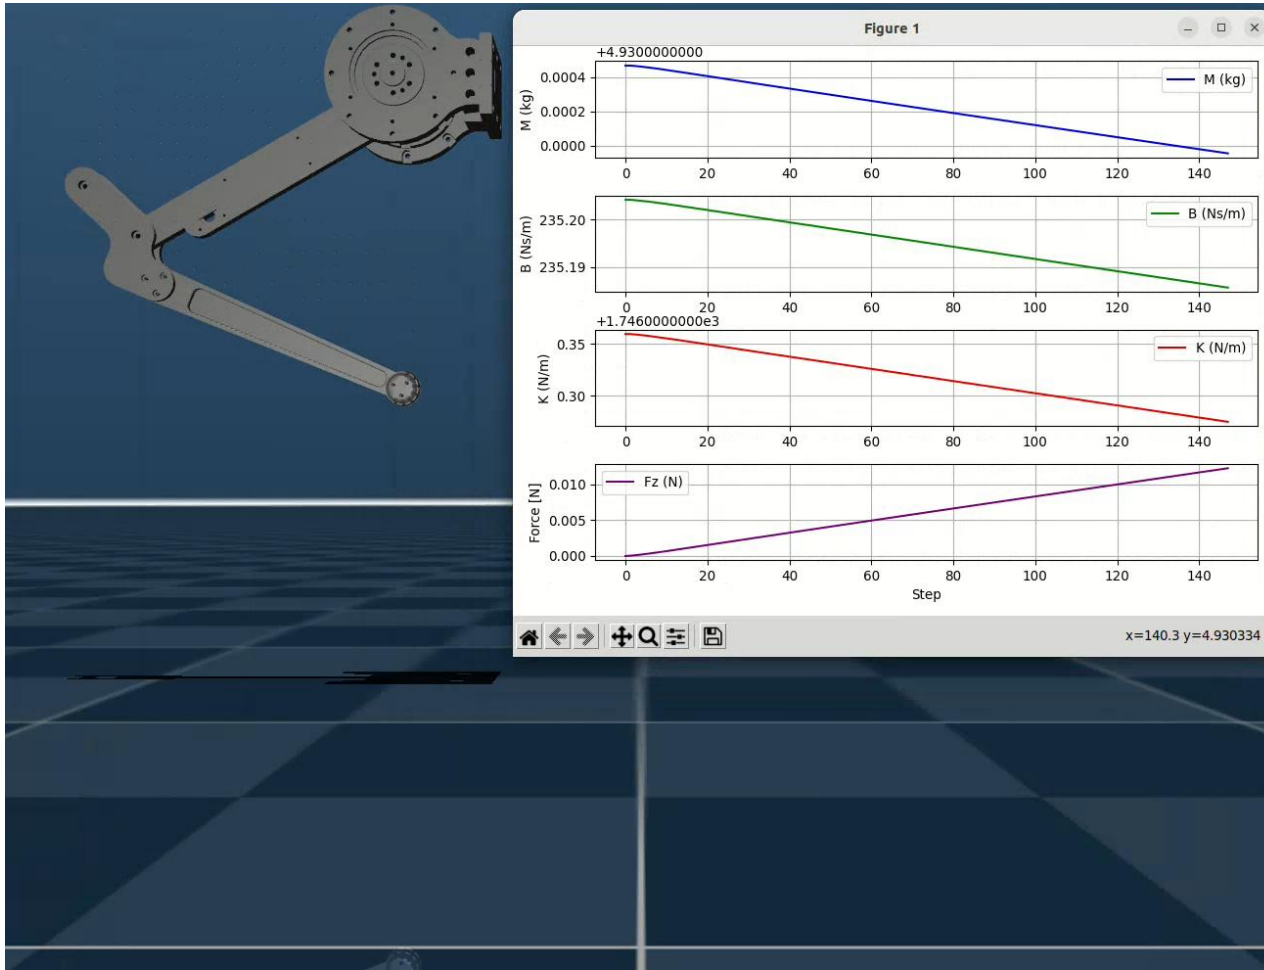 Figure 1
+4.9300000000
M (kg)
0.0004
0.0002
0.0000
M (kg)
0 20 40 60 80 100 120 140
B (Ns/m)
235.20
235.19
B (Ns/m)
0 20 40 60 80 100 120 140
+1.7460000000e3
K (N/m)
0.35
0.30
K (N/m)
0 20 40 60 80 100 120 140
Force [N]
0.010
0.005
0.000
Fz (N)
0 20 40 60 80 100 120 140
Step
x=140.3 y=4.930334